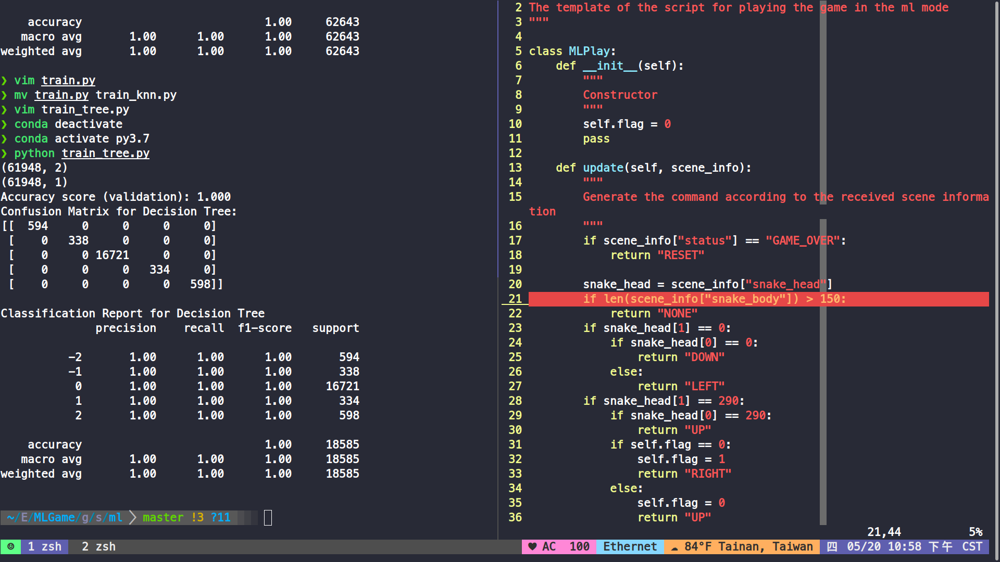 accuracy                           1.00     62643
   macro avg       1.00      1.00      1.00     62643
weighted avg       1.00      1.00      1.00     62643

❯ vim train.py
❯ mv train.py train_knn.py
❯ vim train_tree.py
❯ conda deactivate
❯ conda activate py3.7
❯ python train_tree.py
(61948, 2)
(61948, 1)
Accuracy score (validation): 1.000
Confusion Matrix for Decision Tree:
[[  594     0     0     0     0]
 [    0   338     0     0     0]
 [    0     0 16721     0     0]
 [    0     0     0   334     0]
 [    0     0     0     0   598]]

Classification Report for Decision Tree
              precision    recall  f1-score   support

          -2       1.00      1.00      1.00       594
          -1       1.00      1.00      1.00       338
           0       1.00      1.00      1.00     16721
           1       1.00      1.00      1.00       334
           2       1.00      1.00      1.00       598

    accuracy                           1.00     18585
   macro avg       1.00      1.00      1.00     18585
weighted avg       1.00      1.00      1.00     18585

~/E/MLGame/g/s/ml master !3 ?11
2 The template of the script for playing the game in the ml mode
3 """
4
5 class MLPlay:
6     def __init__(self):
7         """
8         Constructor
9         """
10         self.flag = 0
11         pass
12
13     def update(self, scene_info):
14         """
15         Generate the command according to the received scene informa
tion
16         """
17         if scene_info["status"] == "GAME_OVER":
18             return "RESET"
19
20         snake_head = scene_info["snake_head"]
21         if len(scene_info["snake_body"]) > 150:
22             return "NONE"
23         if snake_head[1] == 0:
24             if snake_head[0] == 0:
25                 return "DOWN"
26             else:
27                 return "LEFT"
28         if snake_head[1] == 290:
29             if snake_head[0] == 290:
30                 return "UP"
31             if self.flag == 0:
32                 self.flag = 1
33                 return "RIGHT"
34             else:
35                 self.flag = 0
36                 return "UP"
21,44          5%
☺ 1 zsh  2 zsh  ♥ AC  100  Ethernet  ☁ 84°F Tainan, Taiwan  四  05/20 10:58 下午  CST